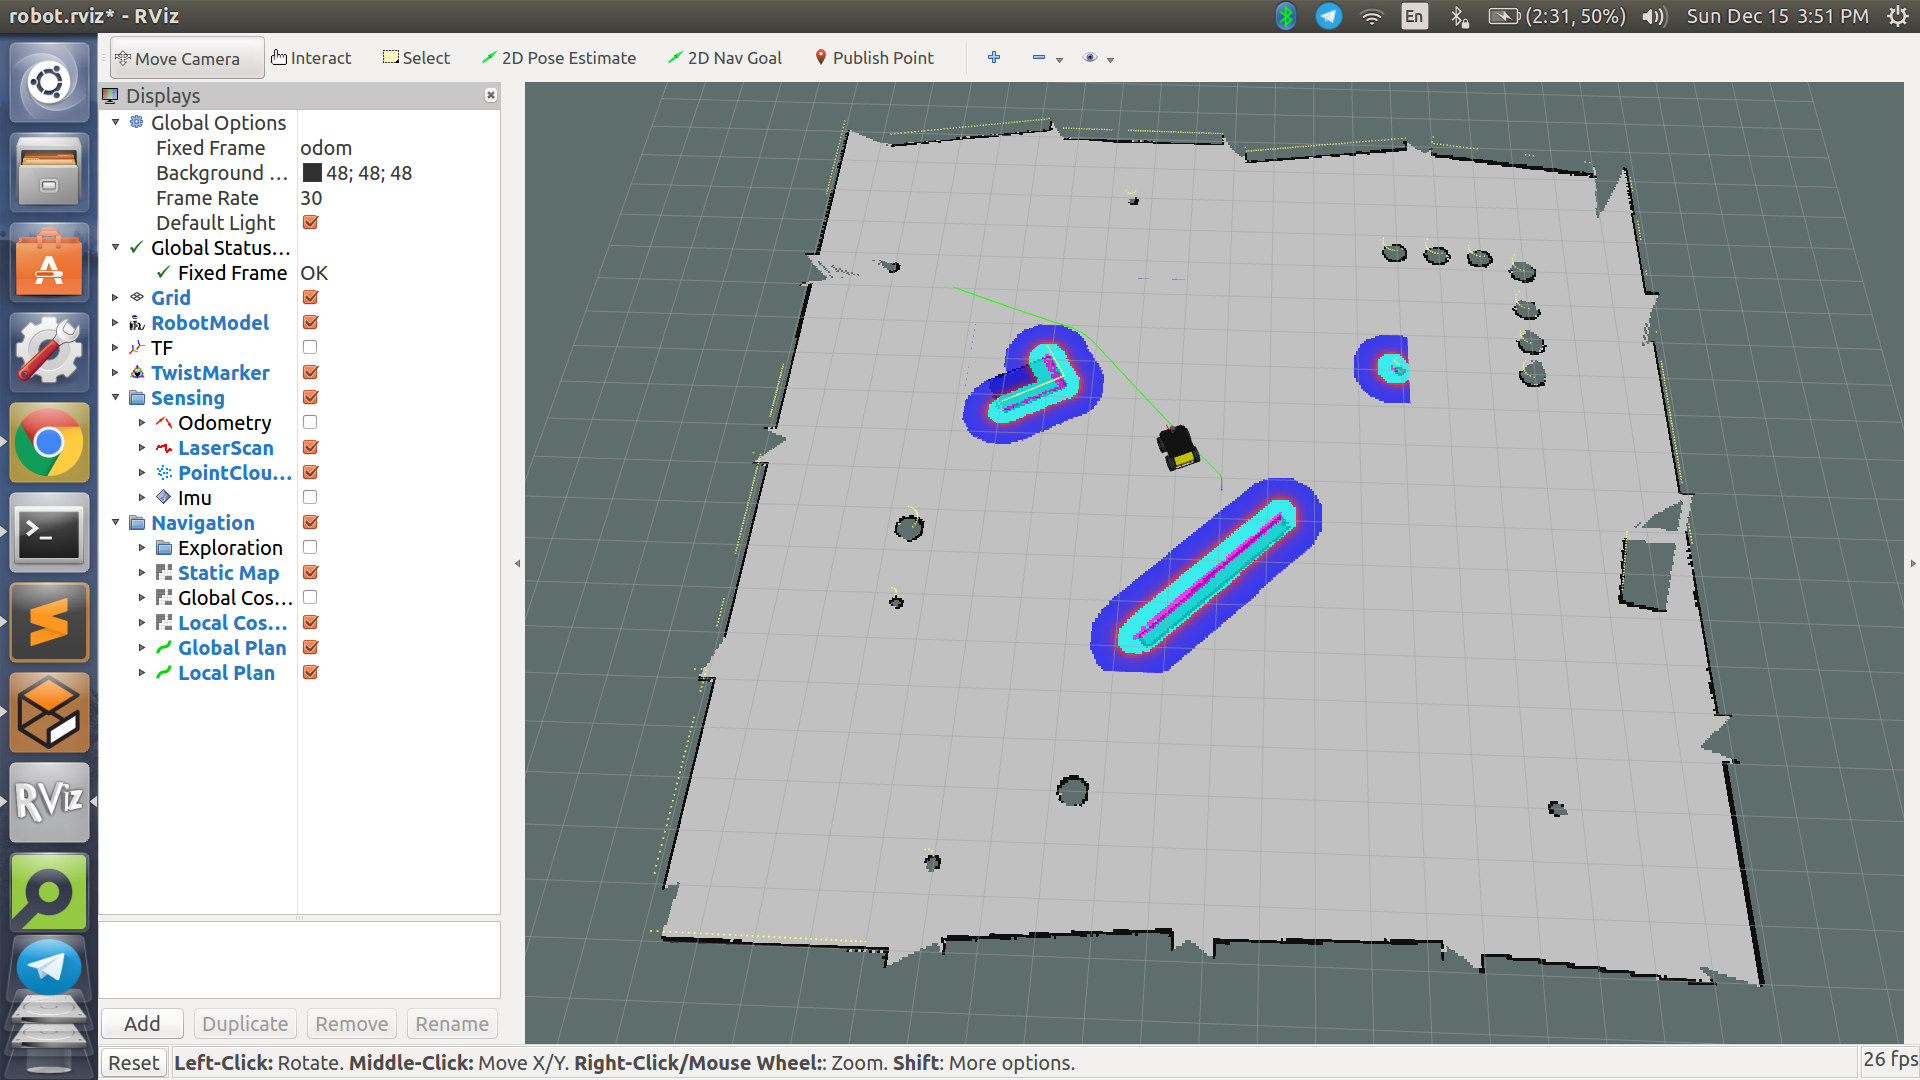 robot.rviz* - RViz
En
(2:31, 50%)
Sun Dec 15 3:51 PM
Move Camera
Interact
Select
2D Pose Estimate
2D Nav Goal
Publish Point
Displays
Global Options
Fixed Frame odom
Background ... 48; 48; 48
Frame Rate 30
Default Light
Global Status...
Fixed Frame OK
Grid
RobotModel
TF
TwistMarker
Sensing
Odometry
LaserScan
PointClou...
Imu
Navigation
Exploration
Static Map
Global Cos...
Local Cos...
Global Plan
Local Plan
RViz
Add
Duplicate
Remove
Rename
Reset
Left-Click: Rotate. Middle-Click: Move X/Y. Right-Click/Mouse Wheel:: Zoom. Shift: More options.
26 fps